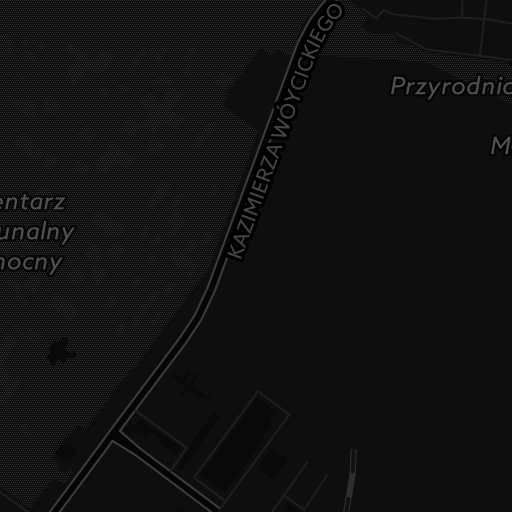 KAZIMIERZA WÓYCICKIEGO
Przyrodnic
M
entarz
unalny
nocny